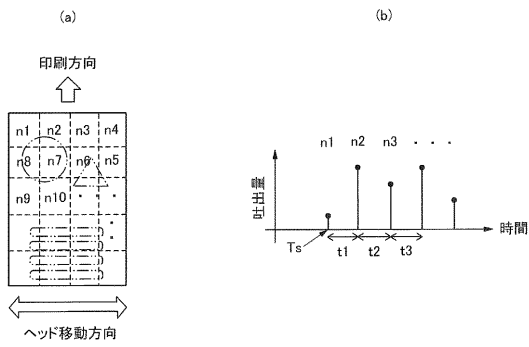 (a)
印刷方向
n1 n2 n3 n4
n8 n7 n6 n5
n9 n10 · · ·
ヘッド移動方向
(b)
n1 n2 n3 · · ·
吐出量
時間
Ts
t1 t2 t3